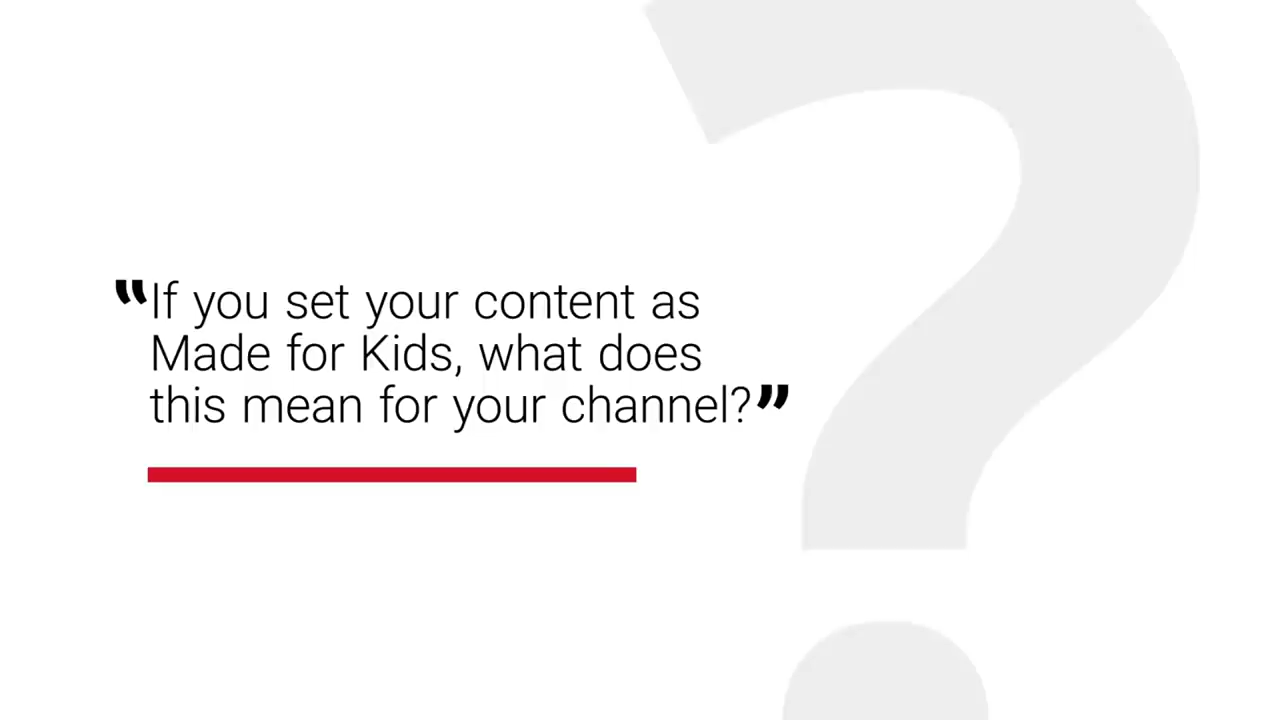 "If you set your content as
Made for Kids, what does
this mean for your channel?"